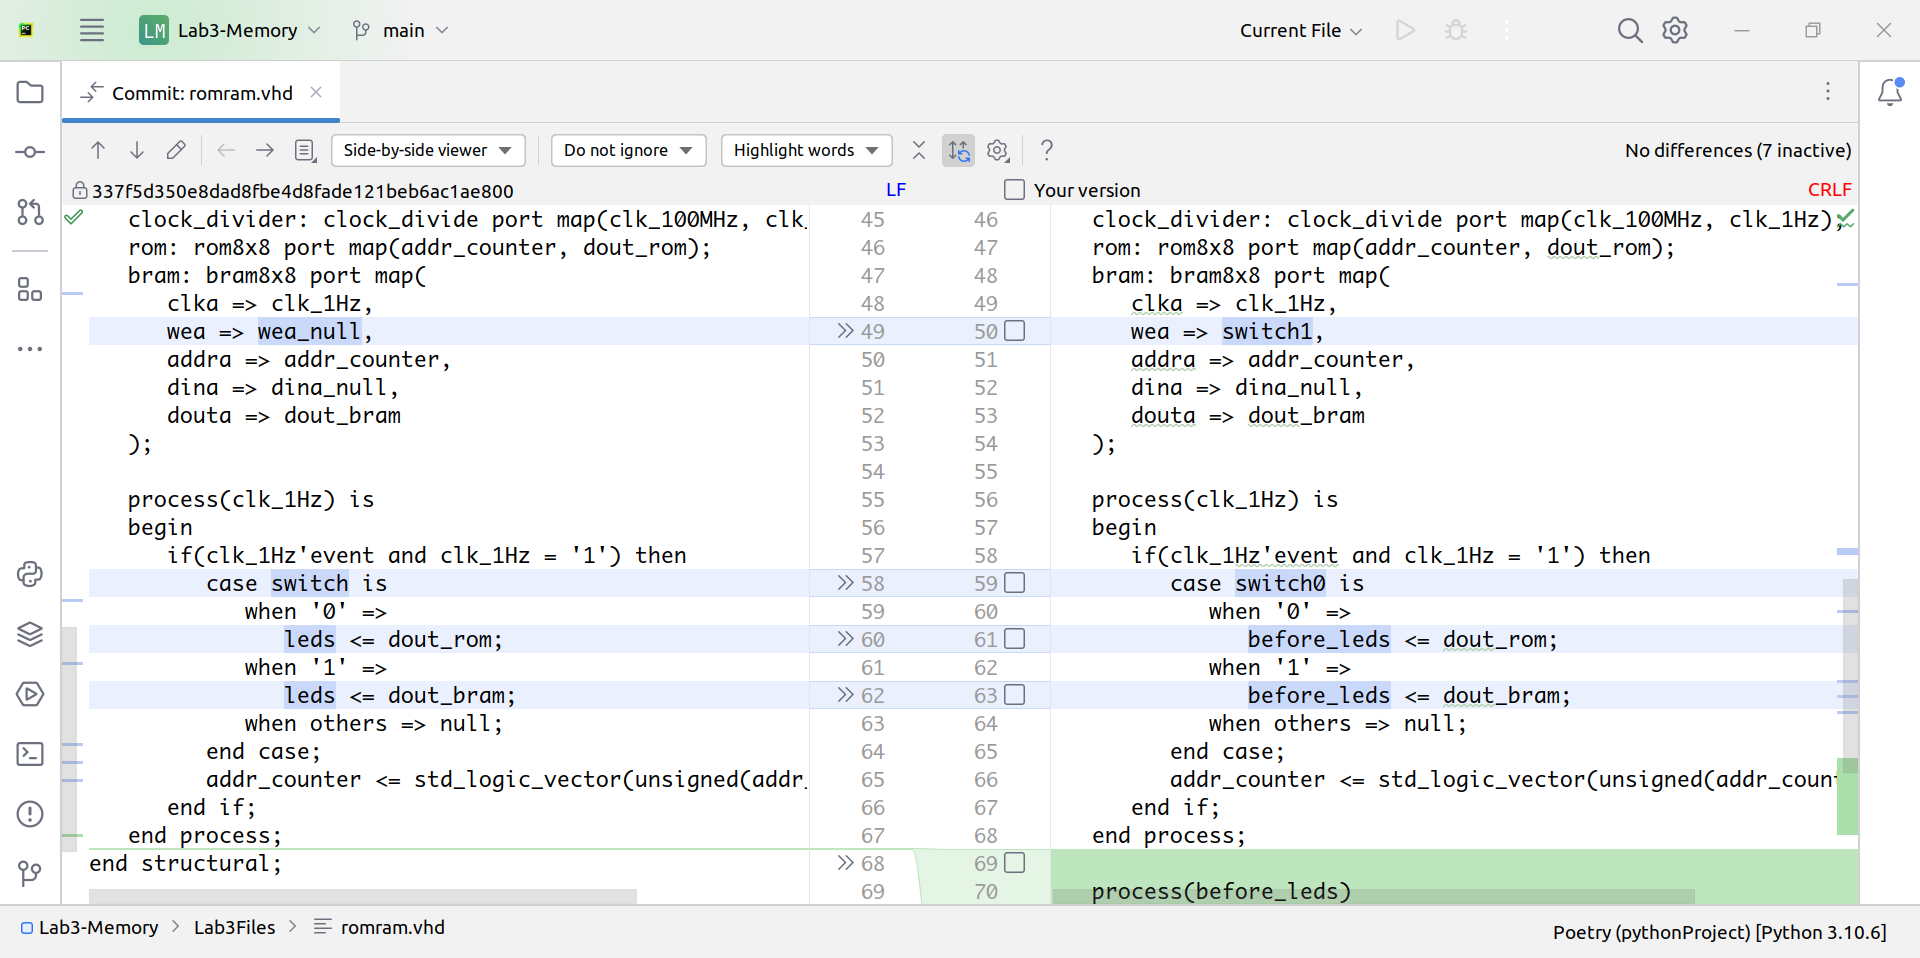 PC
LM Lab3-Memory main Current File
Commit: romram.vhd
Side-by-side viewer Do not ignore Highlight words ? No differences (7 inactive)
337f5d350e8dad8fbe4d8fade121beb6ac1ae800 LF Your version CRLF
clock_divider: clock_divide port map(clk_100MHz, clk_ 45 46 clock_divider: clock_divide port map(clk_100MHz, clk_1Hz);
rom: rom8x8 port map(addr_counter, dout_rom); 46 47 rom: rom8x8 port map(addr_counter, dout_rom);
bram: bram8x8 port map( 47 48 bram: bram8x8 port map(
clka => clk_1Hz, 48 49 clka => clk_1Hz,
wea => wea_null, 49 50 wea => switch1,
addra => addr_counter, 50 51 addra => addr_counter,
dina => dina_null, 51 52 dina => dina_null,
douta => dout_bram 52 53 douta => dout_bram
); 53 54 );
54 55
process(clk_1Hz) is 55 56 process(clk_1Hz) is
begin 56 57 begin
if(clk_1Hz'event and clk_1Hz = '1') then 57 58 if(clk_1Hz'event and clk_1Hz = '1') then
case switch is 58 59 case switch0 is
when '0' => 59 60 when '0' =>
leds <= dout_rom; 60 61 before_leds <= dout_rom;
when '1' => 61 62 when '1' =>
leds <= dout_bram; 62 63 before_leds <= dout_bram;
when others => null; 63 64 when others => null;
end case; 64 65 end case;
addr_counter <= std_logic_vector(unsigned(addr_ 65 66 addr_counter <= std_logic_vector(unsigned(addr_count
end if; 66 67 end if;
end process; 67 68 end process;
end structural; 68 69
69 70 process(before_leds)
Lab3-Memory > Lab3Files > romram.vhd Poetry (pythonProject) [Python 3.10.6]